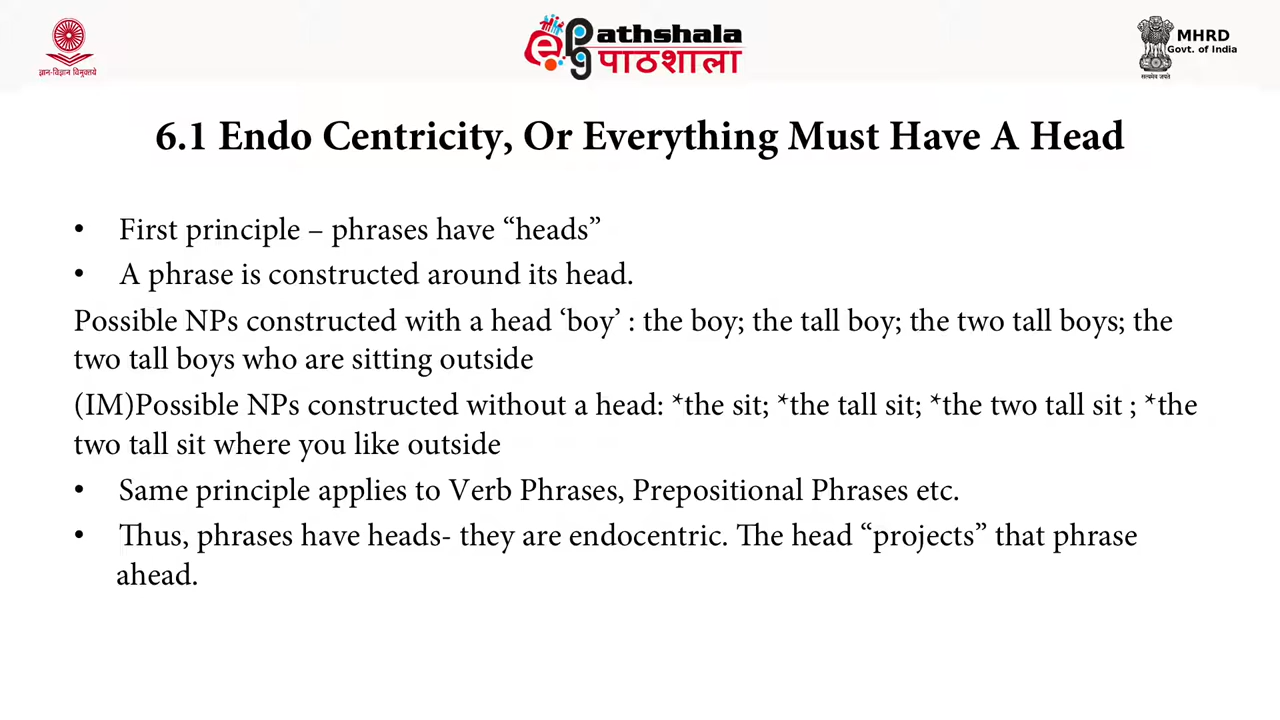 ज्ञान-विज्ञान विमुक्तये
Pathshala
पाठशाला
MHRD
Govt. of India
सत्यमेव जयते
6.1 Endo Centricity, Or Everything Must Have A Head
• First principle – phrases have “heads”
• A phrase is constructed around its head.
Possible NPs constructed with a head ‘boy’ : the boy; the tall boy; the two tall boys; the
two tall boys who are sitting outside
(IM)Possible NPs constructed without a head: *the sit; *the tall sit; *the two tall sit ; *the
two tall sit where you like outside
• Same principle applies to Verb Phrases, Prepositional Phrases etc.
• Thus, phrases have heads- they are endocentric. The head “projects” that phrase
ahead.